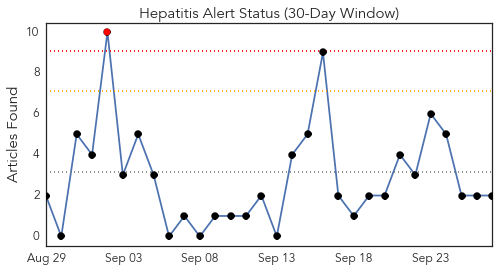 Hepatitis Alert Status (30-Day Window)
Articles Found
10
8
6
4
2
0
Aug 29 Sep 03 Sep 08 Sep 13 Sep 18 Sep 23